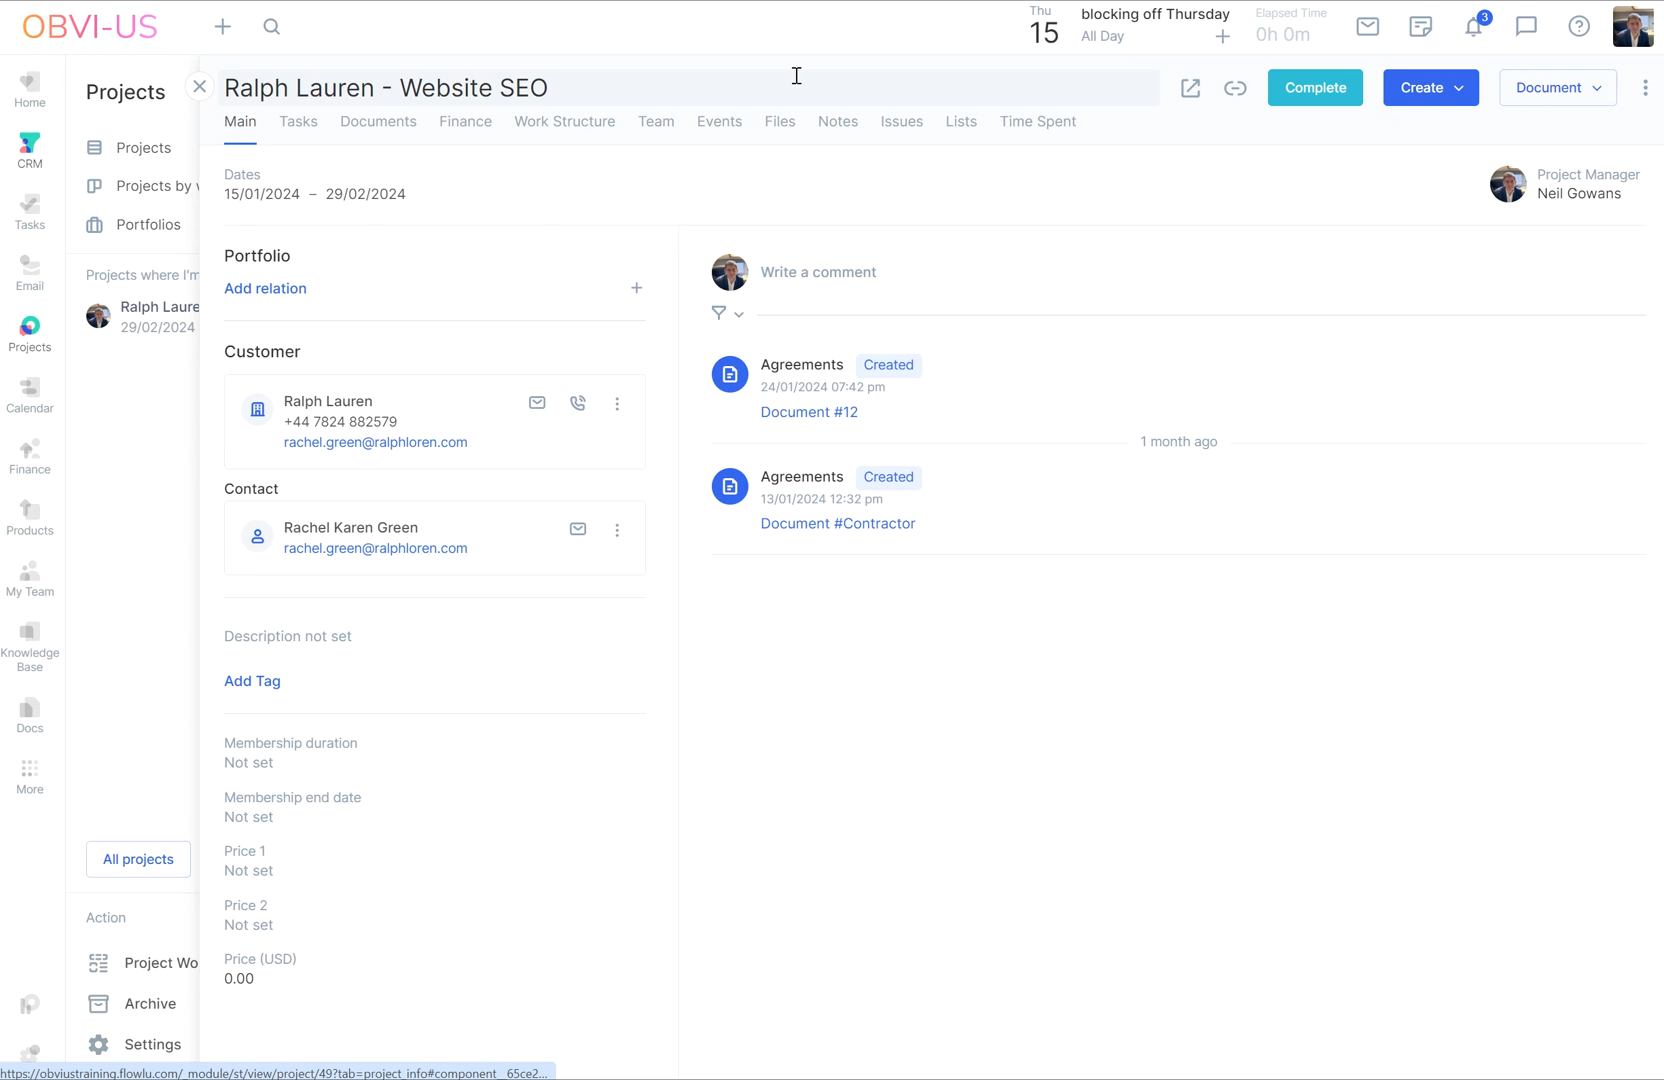 OBVI-US
Thu
15
blocking off Thursday
All Day
Elapsed Time
0h 0m
3
Home
CRM
Tasks
Email
Projects
Calendar
Finance
Products
My Team
Knowledge
Base
Docs
More
Projects
Projects
Projects by
Portfolios
Projects where I'm
Ralph Laure
29/02/2024
All projects
Action
Project Wo
Archive
Settings
Ralph Lauren - Website SEO
Complete
Create
Document
Main
Tasks
Documents
Finance
Work Structure
Team
Events
Files
Notes
Issues
Lists
Time Spent
Dates
15/01/2024 – 29/02/2024
Project Manager
Neil Gowans
Portfolio
Add relation
Customer
Ralph Lauren
+44 7824 882579
rachel.green@ralphloren.com
Contact
Rachel Karen Green
rachel.green@ralphloren.com
Description not set
Add Tag
Membership duration
Not set
Membership end date
Not set
Price 1
Not set
Price 2
Not set
Price (USD)
0.00
Write a comment
Agreements Created
24/01/2024 07:42 pm
Document #12
1 month ago
Agreements Created
13/01/2024 12:32 pm
Document #Contractor
https://obviustraining.flowlu.com/_module/st/view/project/49?tab=project_info#component__65ce2...